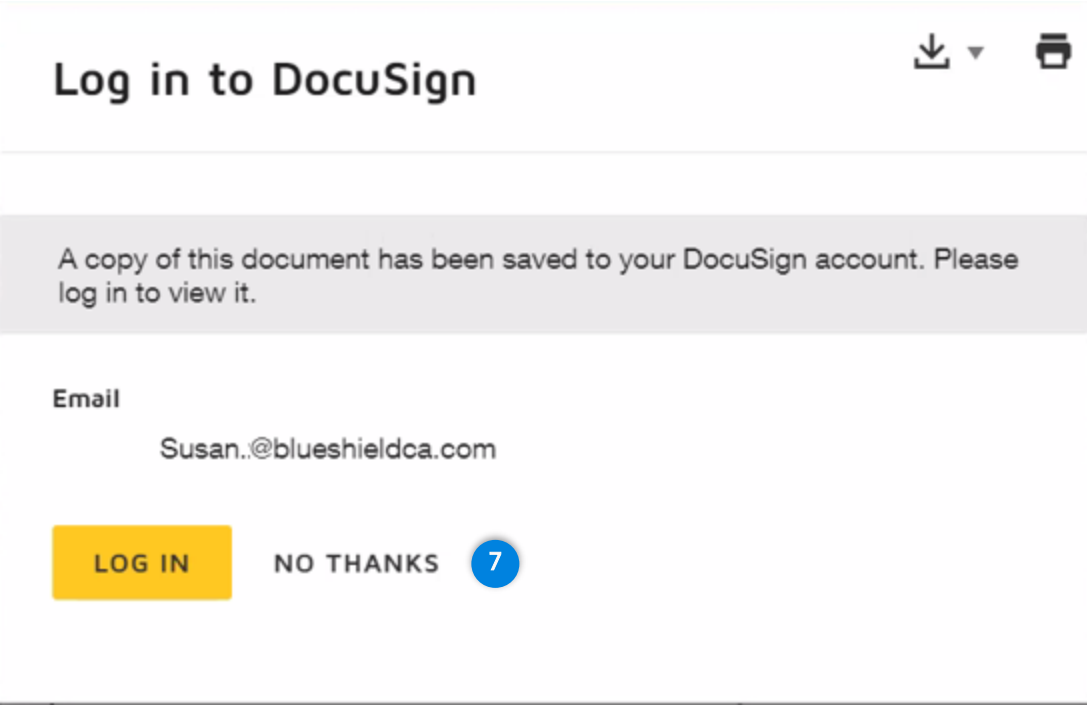 Log in to DocuSign
A copy of this document has been saved to your DocuSign account. Please
log in to view it.
Email
Susan.:@blueshieldca.com
LOG IN NO THANKS 7